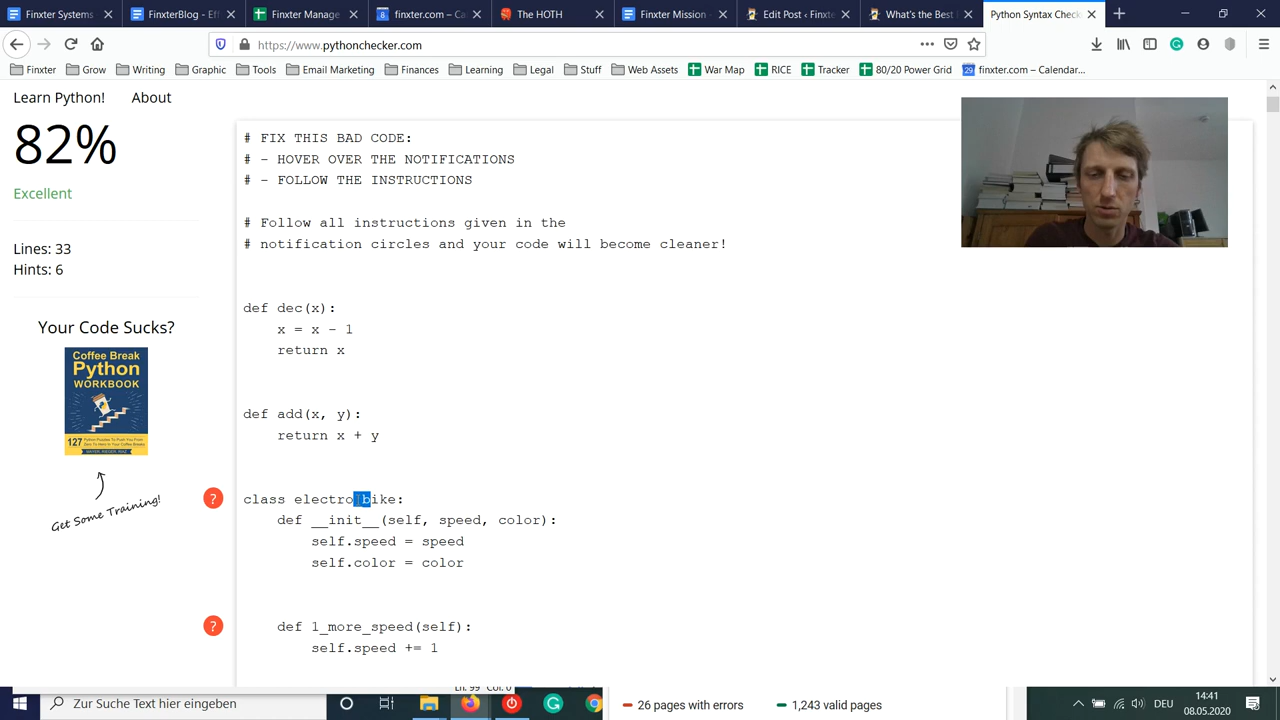 Finxter Systems
FinxterBlog - Eff
Finxter Manage
finxter.com – Ca
The HOTH
Finxter Mission -
Edit Post ‹ Finxte
What's the Best
Python Syntax Check
https://www.pythonchecker.com
Finxter
Grow
Writing
Graphic
Tools
Email Marketing
Finances
Learning
Legal
Stuff
Web Assets
War Map
RICE
Tracker
80/20 Power Grid
finxter.com – Calendar...
Learn Python!
About
82%
Excellent
Lines: 33
Hints: 6
Your Code Sucks?
Coffee Break
Python
WORKBOOK
Get Some Training!
# FIX THIS BAD CODE:
# - HOVER OVER THE NOTIFICATIONS
# - FOLLOW THE INSTRUCTIONS
# Follow all instructions given in the
# notification circles and your code will become cleaner!
def dec(x):
x = x - 1
return x
def add(x, y):
return x + y
? class electro bike:
def __init__(self, speed, color):
self.speed = speed
self.color = color
? def 1_more_speed(self):
self.speed += 1
Zur Suche Text hier eingeben
26 pages with errors
1,243 valid pages
DEU
14:41
08.05.2020